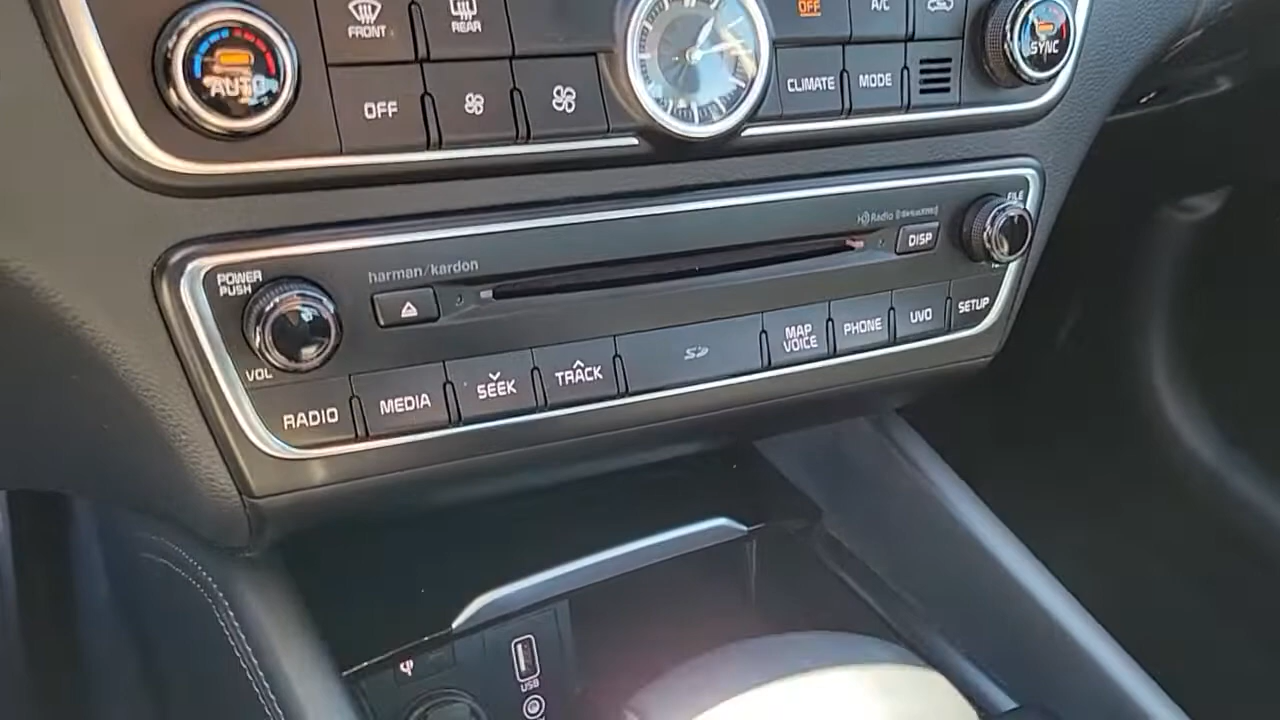 FRONT
REAR
OFF
A/C
AUTO
SYNC
OFF
CLIMATE
MODE
POWER
PUSH
harman/kardon
HD Radio (SiriusXM)
DISP
FILE
VOL
RADIO
MEDIA
SEEK
TRACK
SD
MAP
VOICE
PHONE
UVO
SETUP
USB